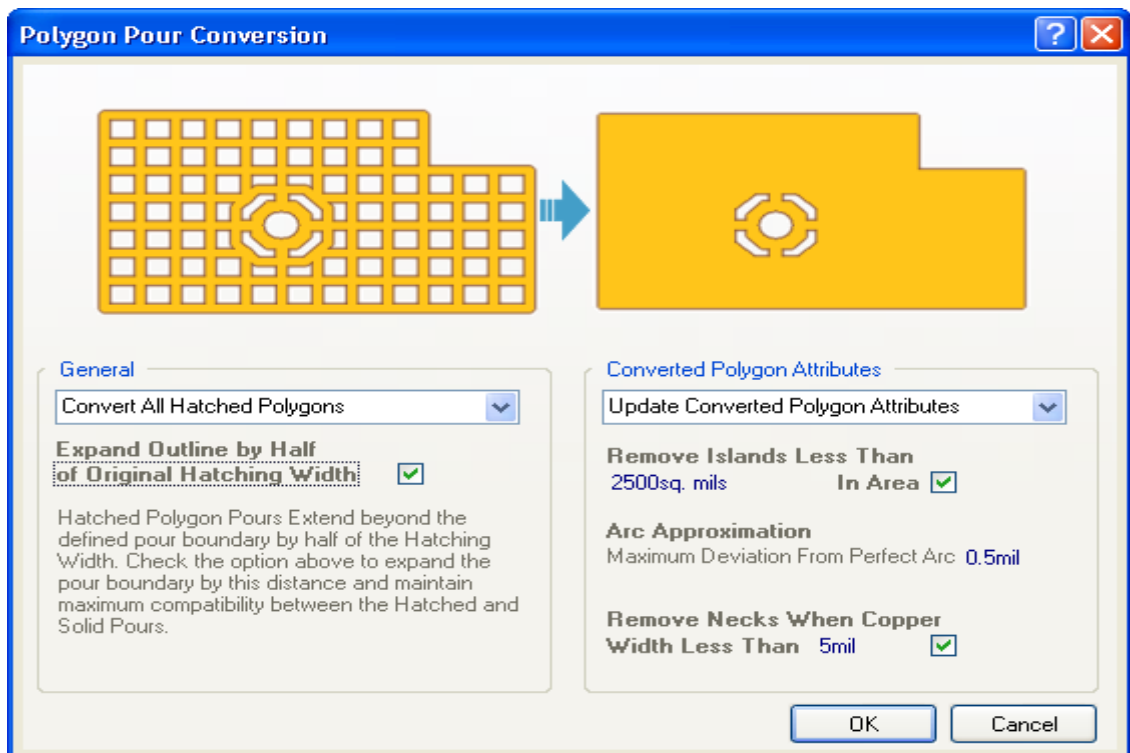 Polygon Pour Conversion
General
Convert All Hatched Polygons
Expand Outline by Half
of Original Hatching Width
Hatched Polygon Pours Extend beyond the
defined pour boundary by half of the Hatching
Width. Check the option above to expand the
pour boundary by this distance and maintain
maximum compatibility between the Hatched and
Solid Pours.
Converted Polygon Attributes
Update Converted Polygon Attributes
Remove Islands Less Than
2500sq. mils In Area
Arc Approximation
Maximum Deviation From Perfect Arc 0.5mil
Remove Necks When Copper
Width Less Than 5mil
OK Cancel